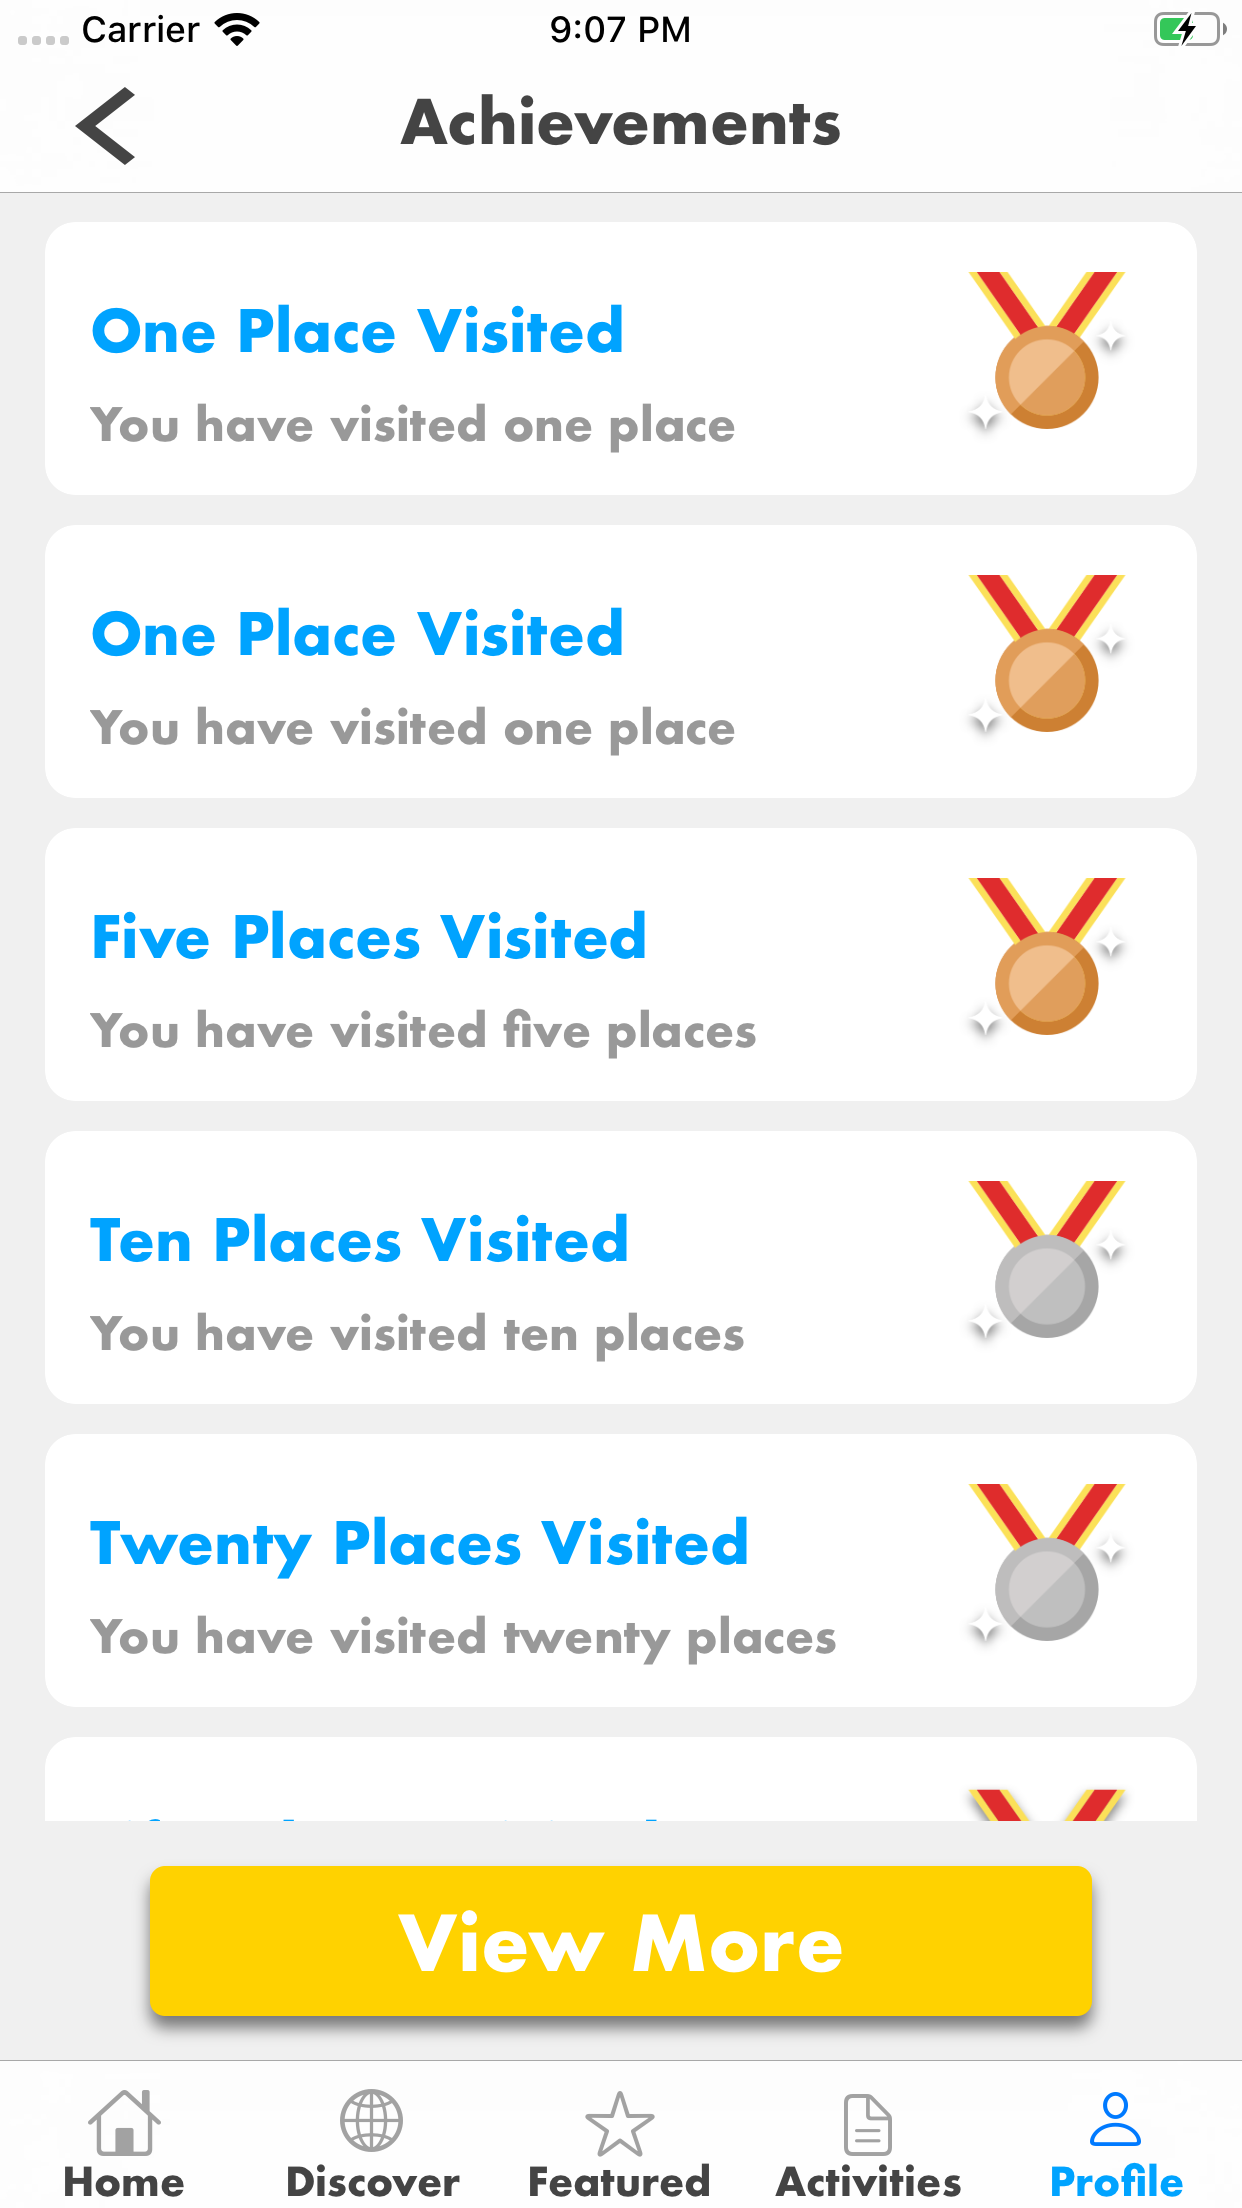 Carrier 9:07 PM
Achievements
One Place Visited
You have visited one place
One Place Visited
You have visited one place
Five Places Visited
You have visited five places
Ten Places Visited
You have visited ten places
Twenty Places Visited
You have visited twenty places
View More
Home Discover Featured Activities Profile